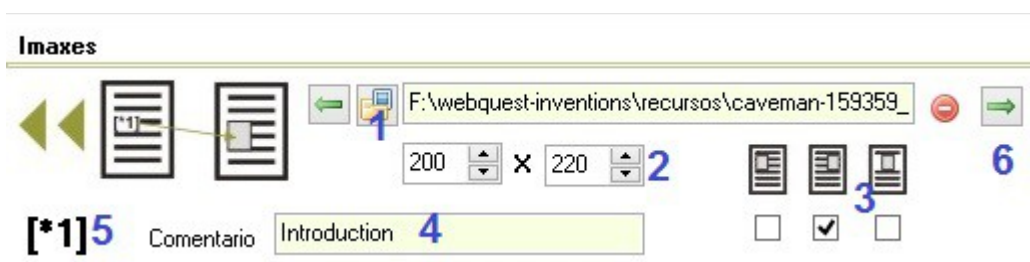 Imaxes
[*1]
F:\webquest-inventions\recursos\caveman-159359_
1
200 X 220 2
3
6
[*1] 5 Comentario Introduction 4